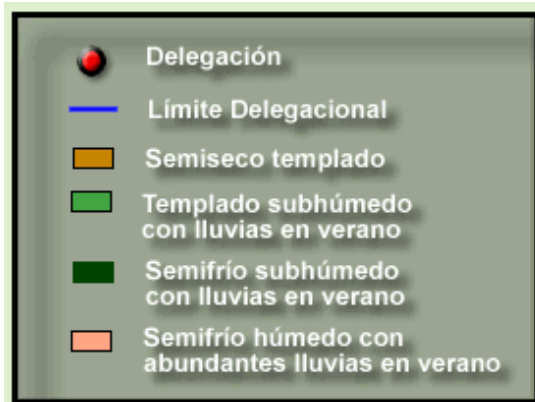 Delegación
Límite Delegacional
Semiseco templado
Templado subhúmedo
con lluvias en verano
Semifrío subhúmedo
con lluvias en verano
Semifrío húmedo con
abundantes lluvias en verano